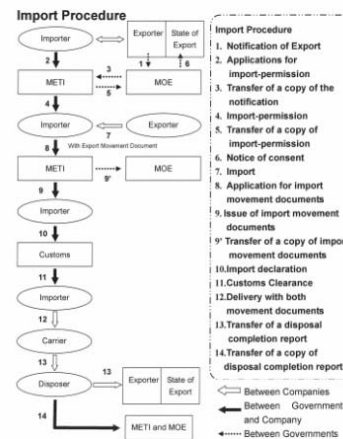 Import Procedure
Importer
Exporter
State of
Export
2
3
1
6
METI
5
MOE
4
Importer
7
Exporter
8
With Export Movement Document
METI
9'
MOE
9
Importer
10
Customs
11
Importer
12
Carrier
13
Disposer
13
Exporter
State of
Export
14
METI and MOE
Import Procedure
1. Notification of Export
2. Applications for
import-permission
3. Transfer of a copy of the
notification
4. Import-permission
5. Transfer of a copy of
import-permission
6. Notice of consent
7. Import
8. Application for import
movement documents
9. Issue of import movement
documents
9' Transfer of a copy of import
movement documents
10.Import declaration
11.Customs Clearance
12.Delivery with both
movement documents
13.Transfer of a disposal
completion report
14.Transfer of a copy of
disposal completion report
Between Companies
Between Government
and Company
Between Governments